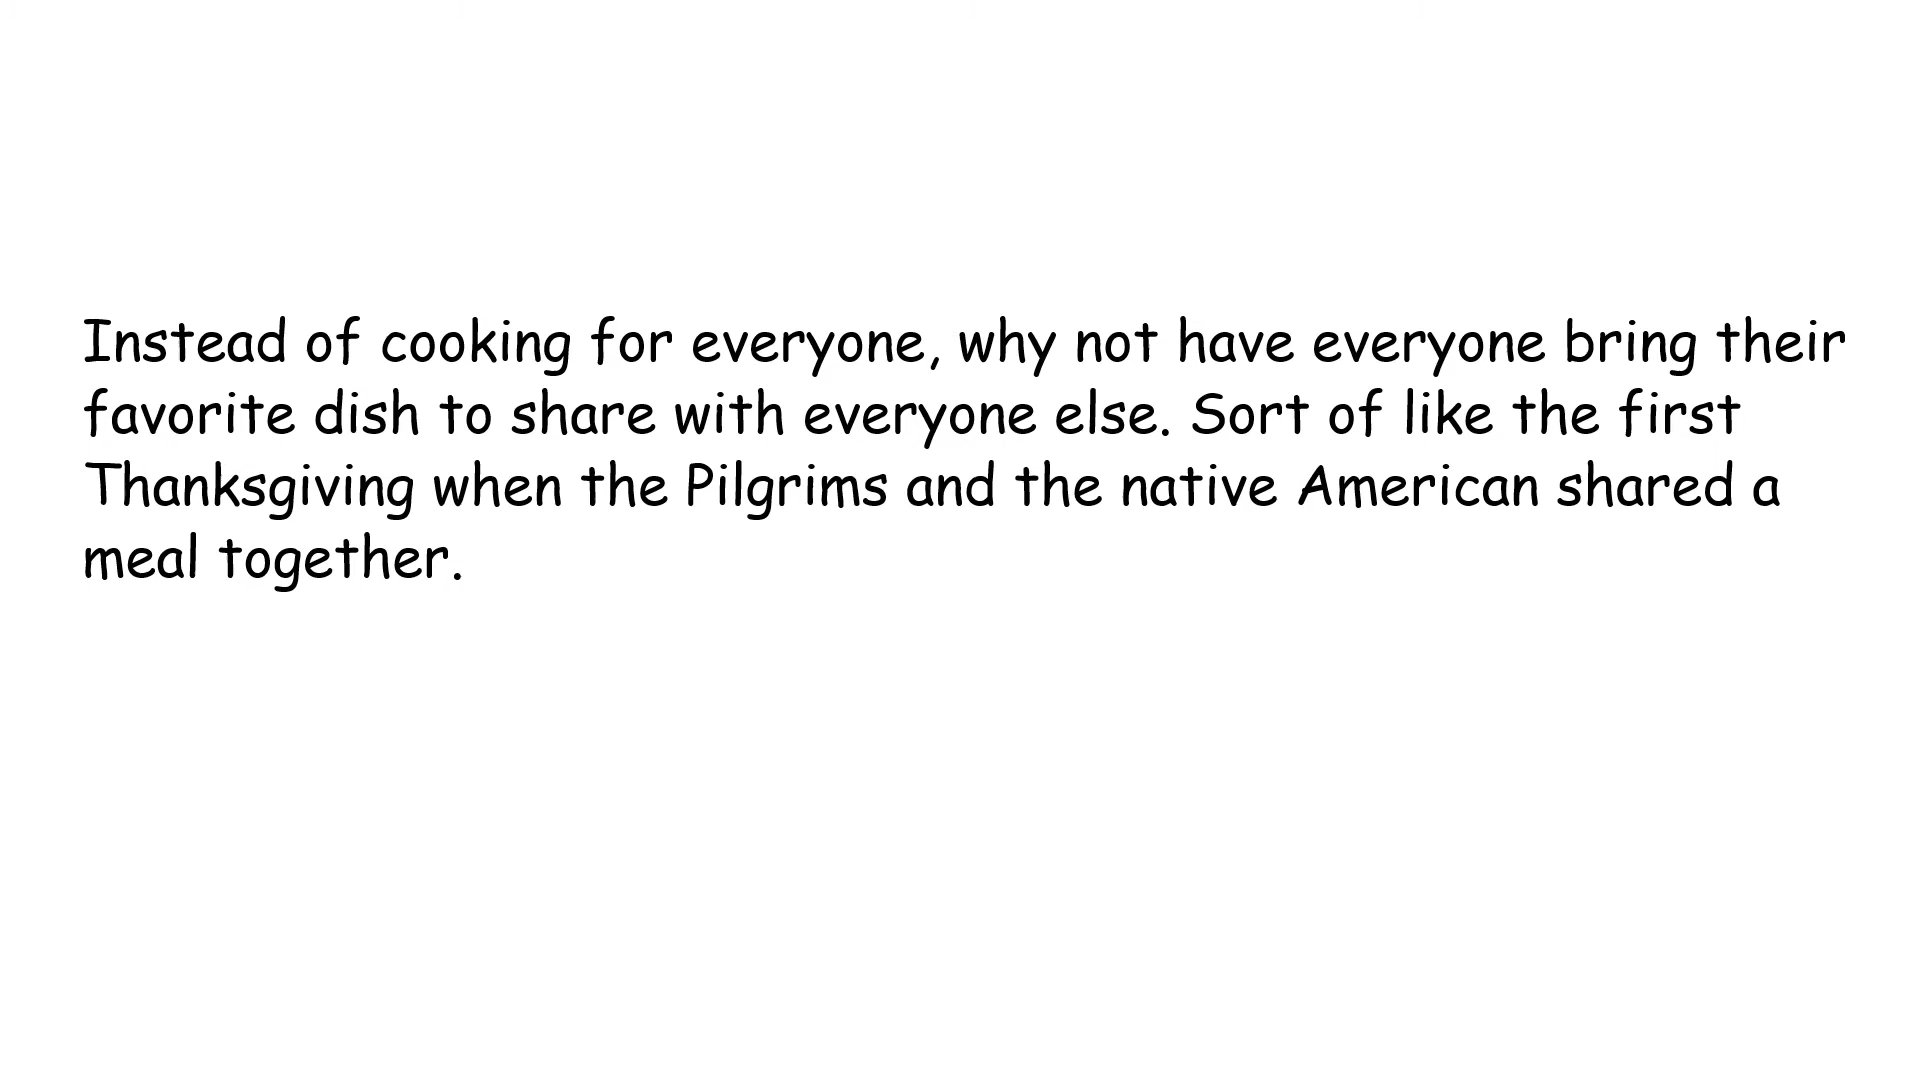 Instead of cooking for everyone, why not have everyone bring their
favorite dish to share with everyone else. Sort of like the first
Thanksgiving when the Pilgrims and the native American shared a
meal together.